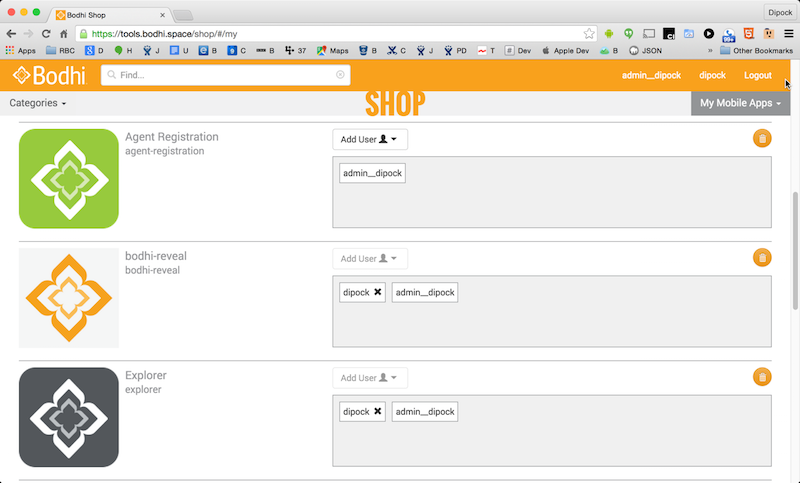 Bodhi Shop
Dipock
https://tools.bodhi.space/shop/#/my
Apps RBC D H J U B C B 37 Maps B C J PD T # Dev Apple Dev B JSON » Other Bookmarks
Bodhi Find... admin__dipock dipock Logout
Categories SHOP My Mobile Apps
Agent Registration
agent-registration
Add User
admin__dipock
bodhi-reveal
bodhi-reveal
Add User
dipock admin__dipock
Explorer
explorer
Add User
dipock admin__dipock